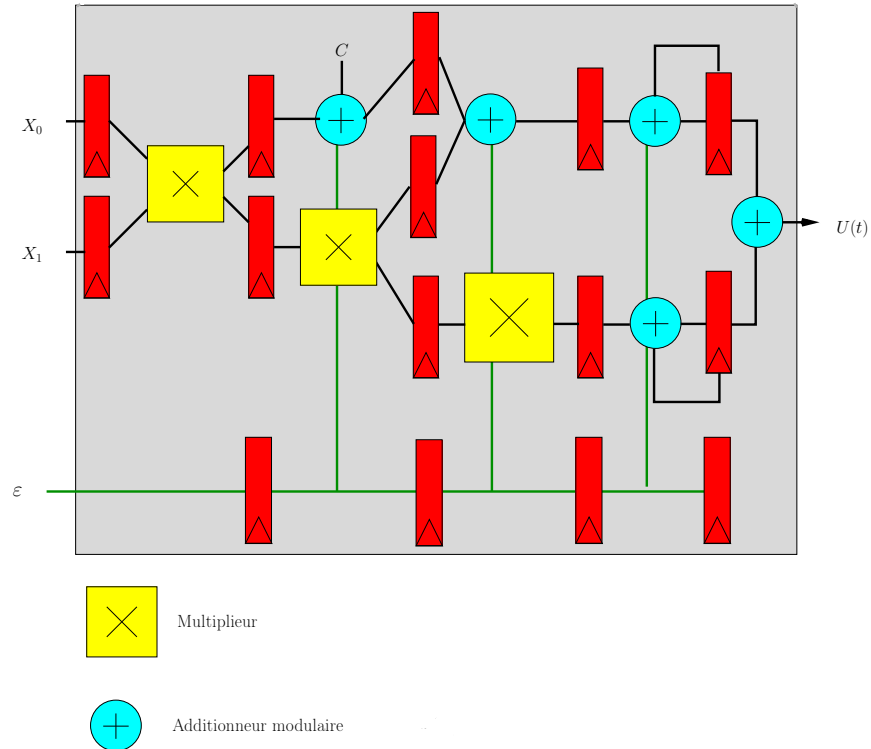 C
X₀
X₁
U(t)
ε
Multiplieur
Additionneur modulaire